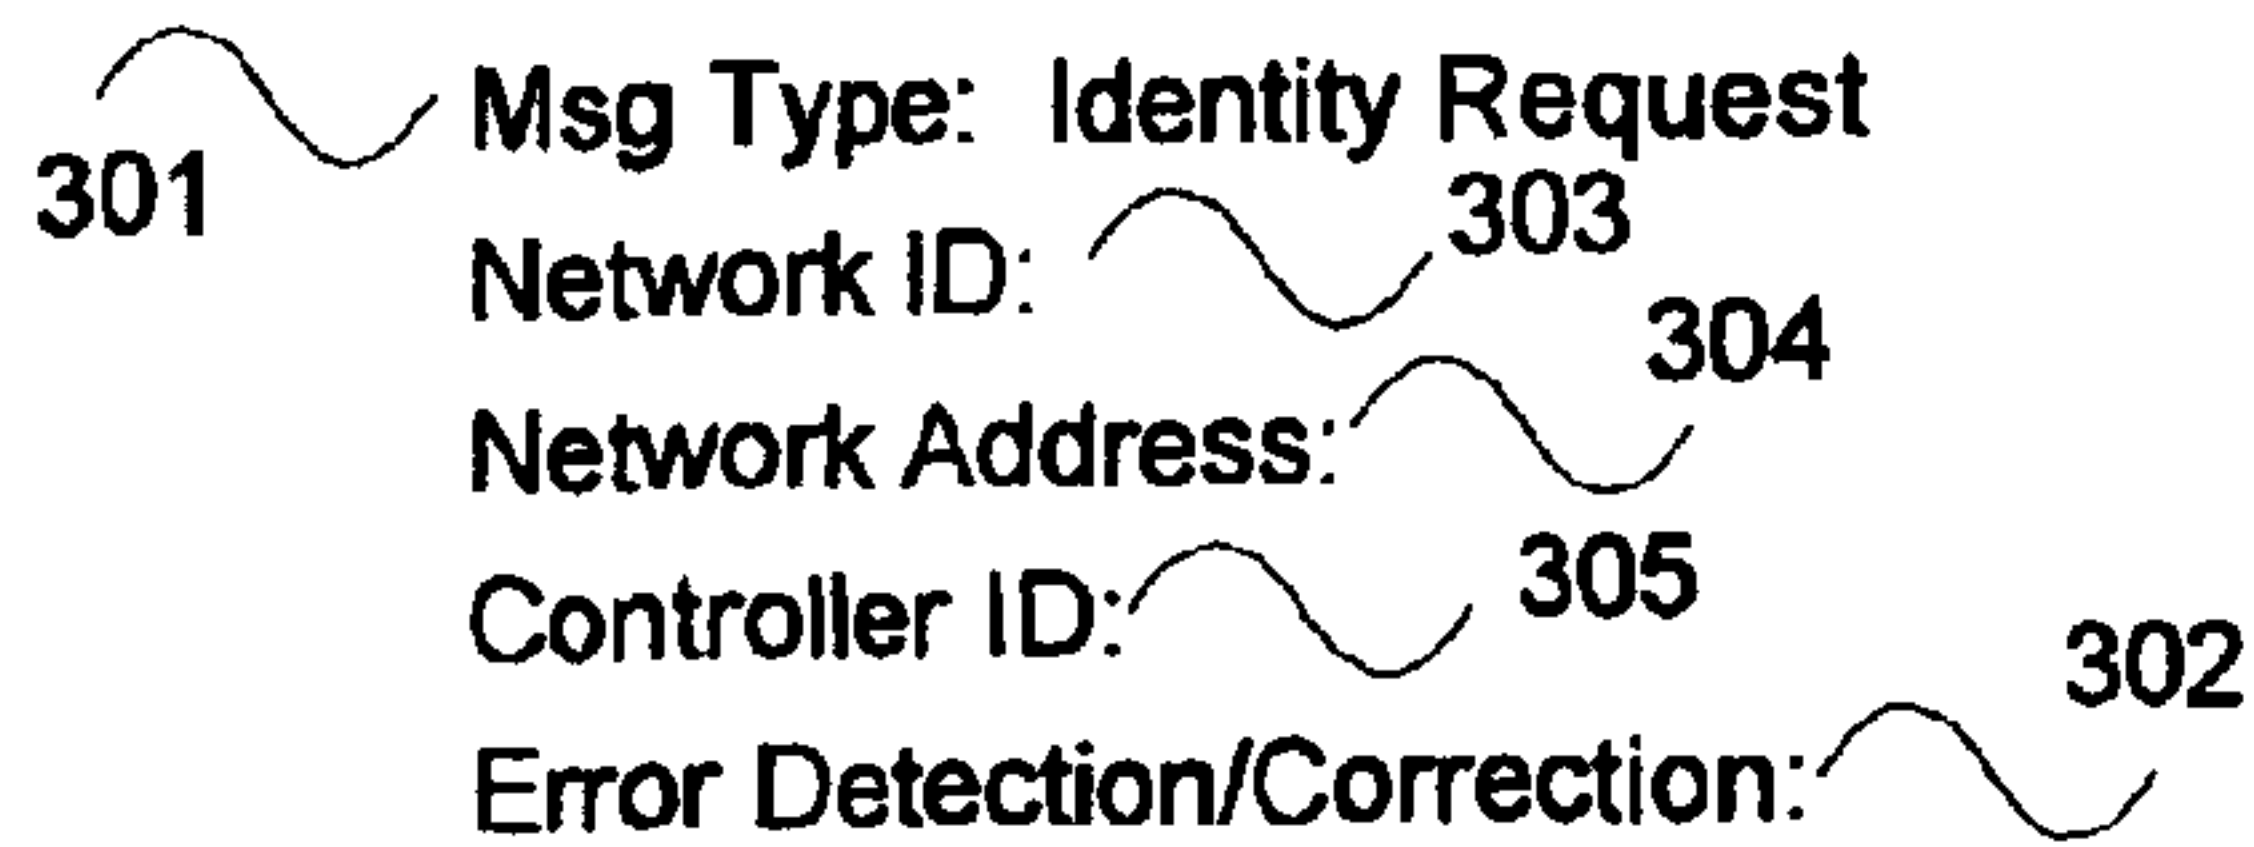 Msg Type: Identity Request
301
303
Network ID:
304
Network Address:
305
Controller ID:
302
Error Detection/Correction: